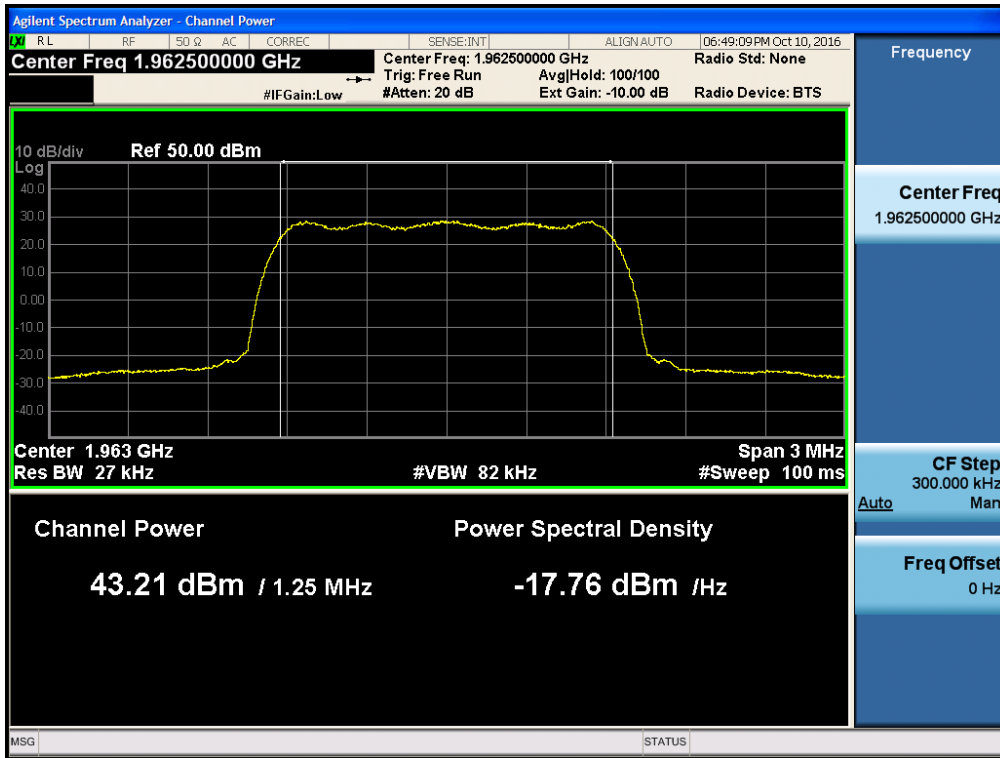 Agilent Spectrum Analyzer - Channel Power
LXI RL RF 50 Ω AC CORREC SENSE:INT ALIGN AUTO 06:49:09 PM Oct 10, 2016
Center Freq 1.962500000 GHz
Center Freq: 1.962500000 GHz Radio Std: None
Trig: Free Run Avg|Hold: 100/100
#IFGain:Low #Atten: 20 dB Ext Gain: -10.00 dB Radio Device: BTS
10 dB/div Ref 50.00 dBm
Log
40.0
30.0
20.0
10.0
0.00
-10.0
-20.0
-30.0
-40.0
Center 1.963 GHz Span 3 MHz
Res BW 27 kHz #VBW 82 kHz #Sweep 100 ms
Channel Power Power Spectral Density
43.21 dBm / 1.25 MHz -17.76 dBm /Hz
MSG STATUS
Frequency
Center Freq
1.962500000 GHz
CF Step
300.000 kHz
Auto Man
Freq Offset
0 Hz